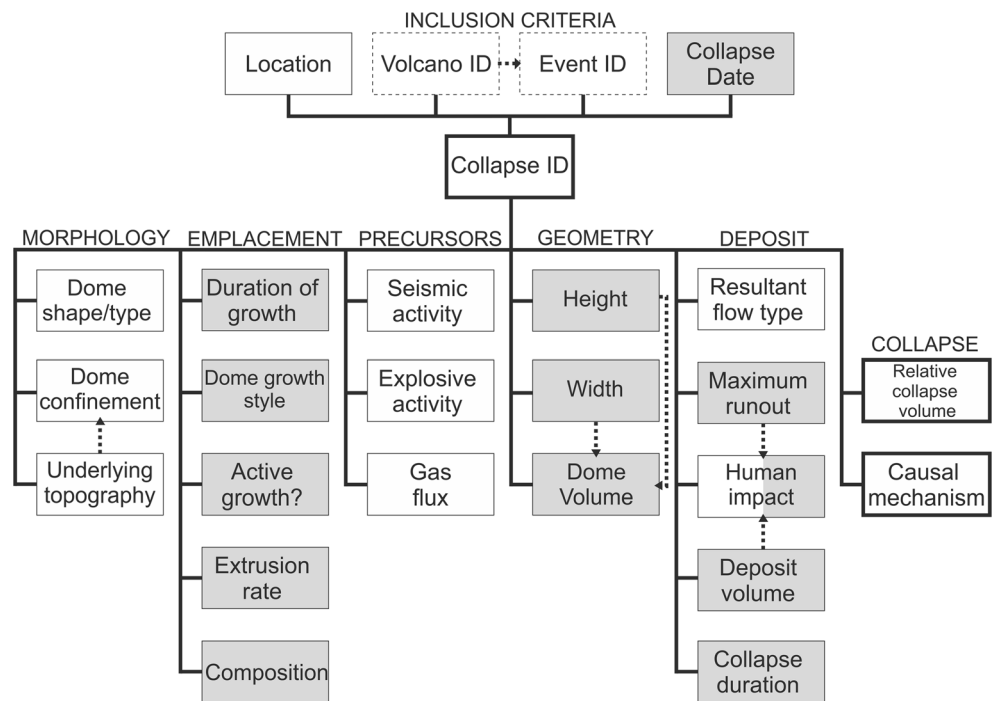 INCLUSION CRITERIA
Location
Volcano ID
Event ID
Collapse
Date
Collapse ID
MORPHOLOGY
Dome
shape/type
Dome
confinement
Underlying
topography
EMPLACEMENT
Duration of
growth
Dome growth
style
Active
growth?
Extrusion
rate
Composition
PRECURSORS
Seismic
activity
Explosive
activity
Gas
flux
GEOMETRY
Height
Width
Dome
Volume
DEPOSIT
Resultant
flow type
Maximum
runout
Human
impact
Deposit
volume
Collapse
duration
COLLAPSE
Relative
collapse
volume
Causal
mechanism